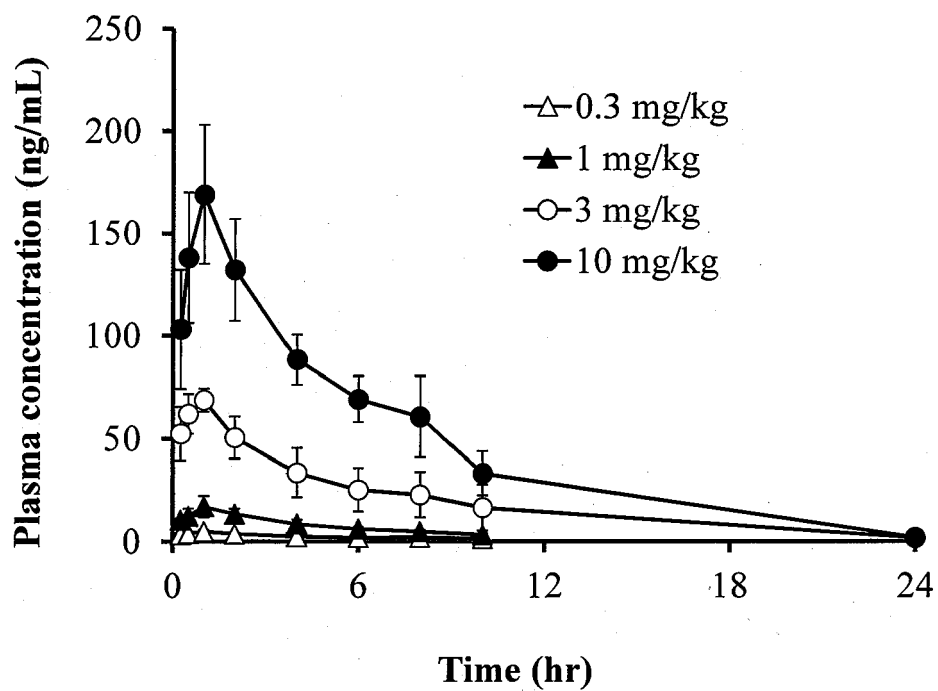 250
200
150
100
50
0
Plasma concentration (ng/mL)
0.3 mg/kg
1 mg/kg
3 mg/kg
10 mg/kg
0 6 12 18 24
Time (hr)